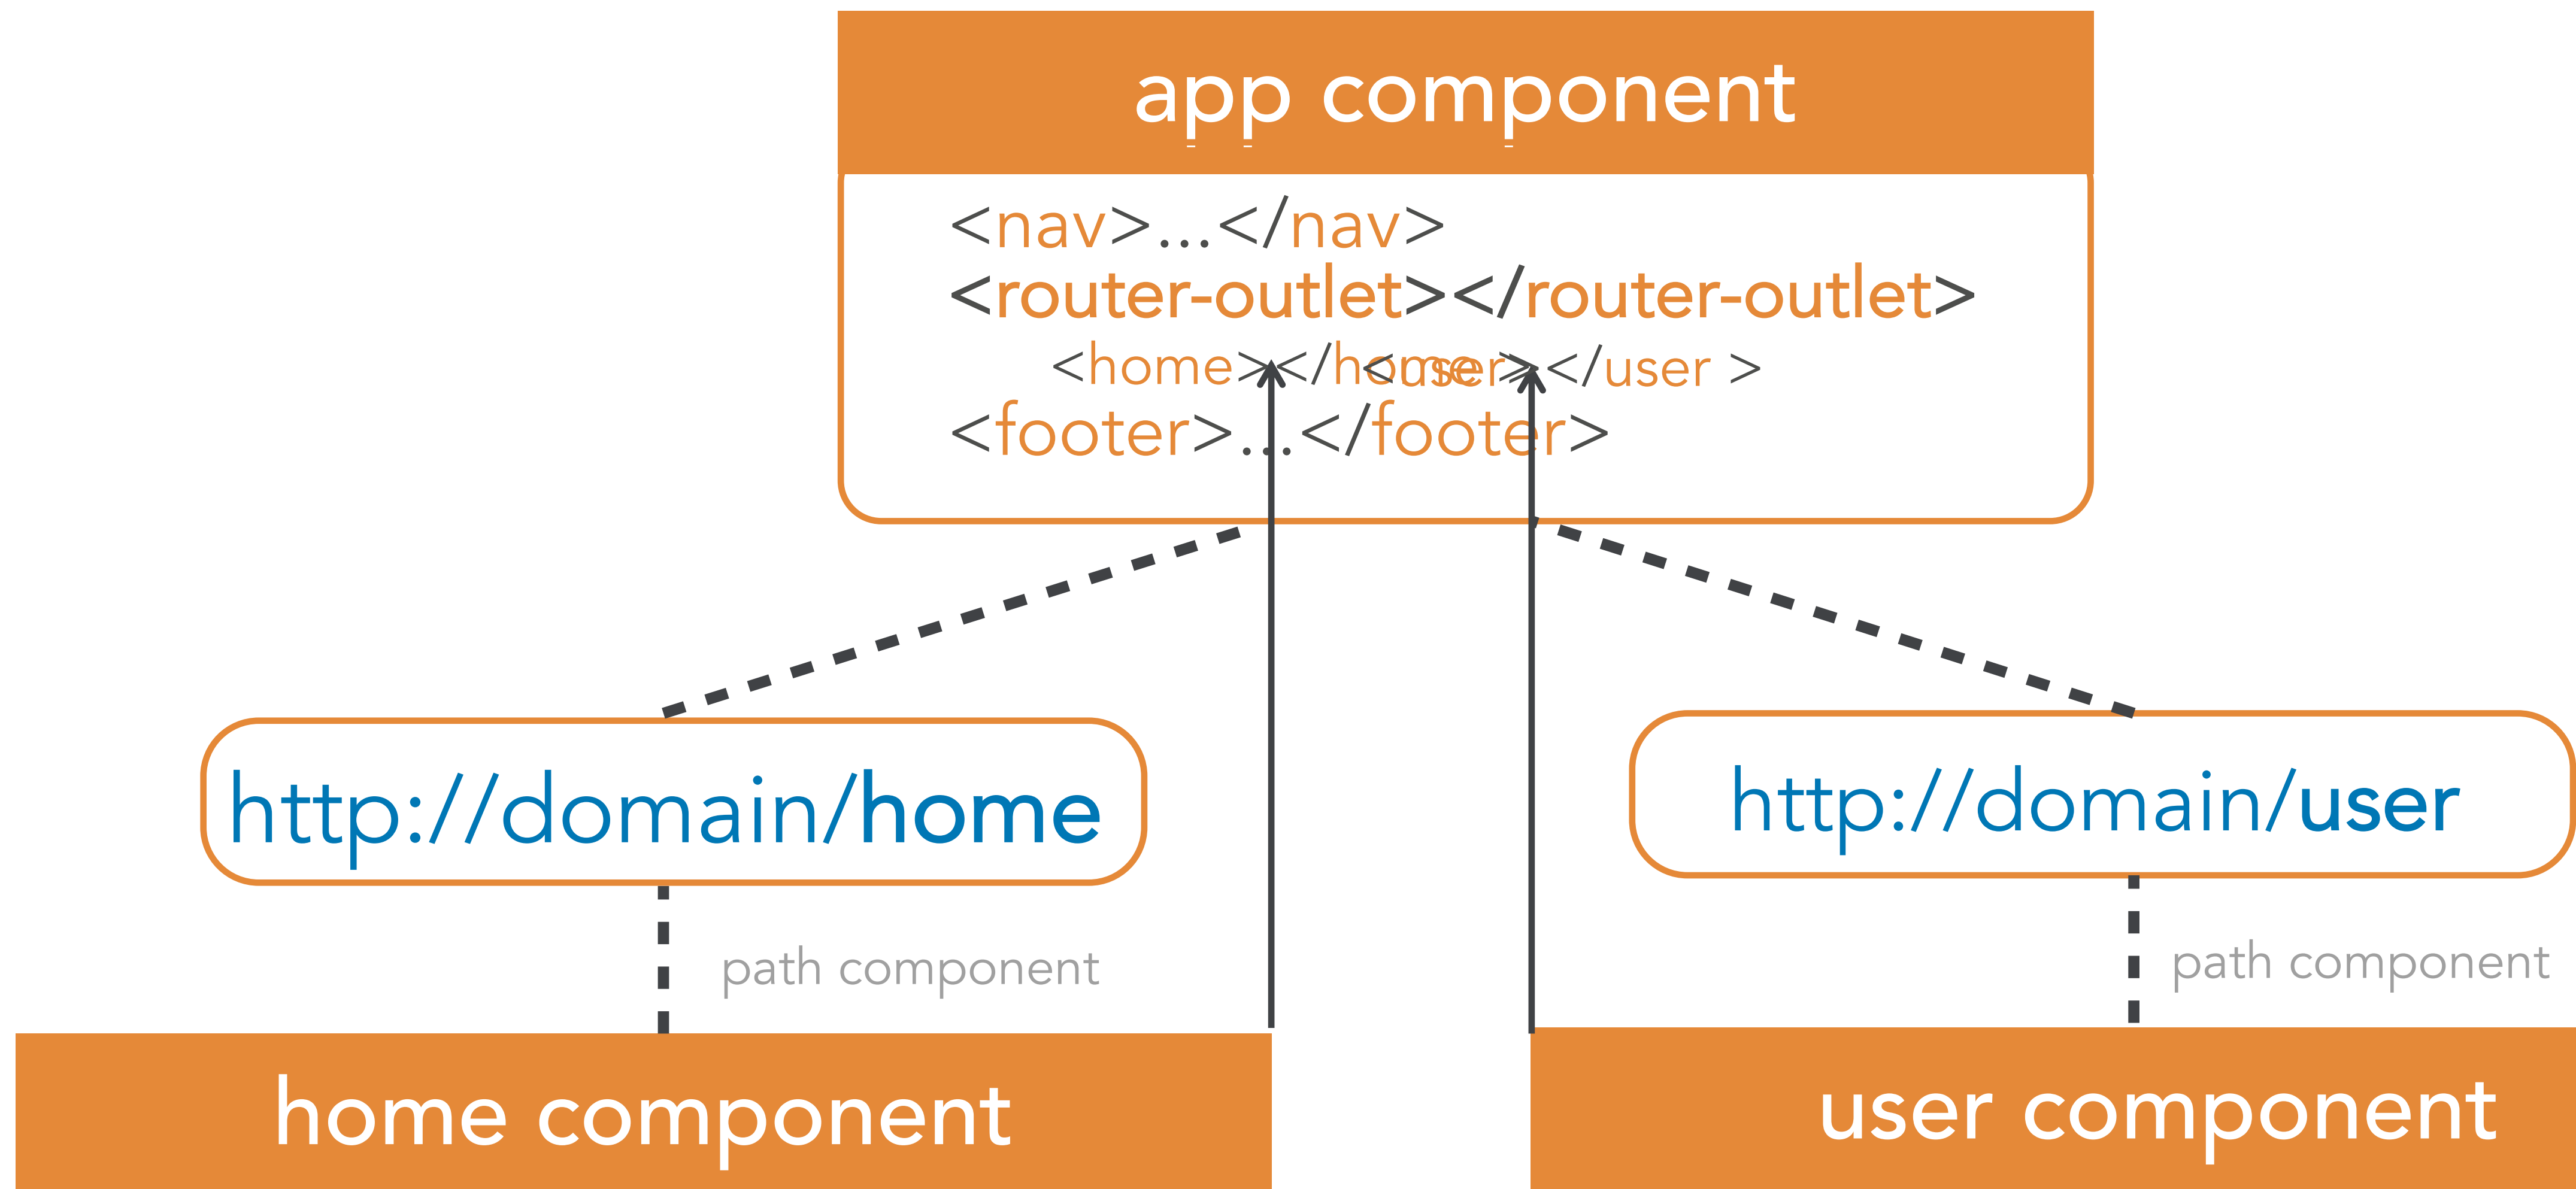 app component
<nav>...</nav>
<router-outlet></router-outlet>
<home></home>
<user></user >
<footer>...</footer>
http://domain/home
http://domain/user
path component
path component
home component
user component